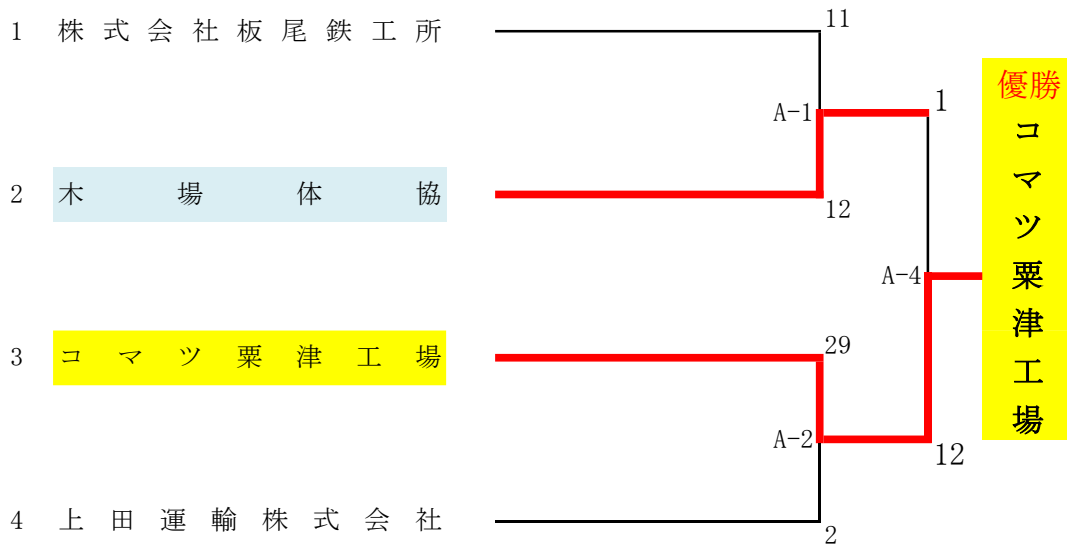 1 株式会社板尾鉄工所
11
A-1
1
2 木場体協
12
A-4
3 コマツ粟津工場
29
A-2
12
4 上田運輸株式会社
2
優勝
コマツ粟津工場